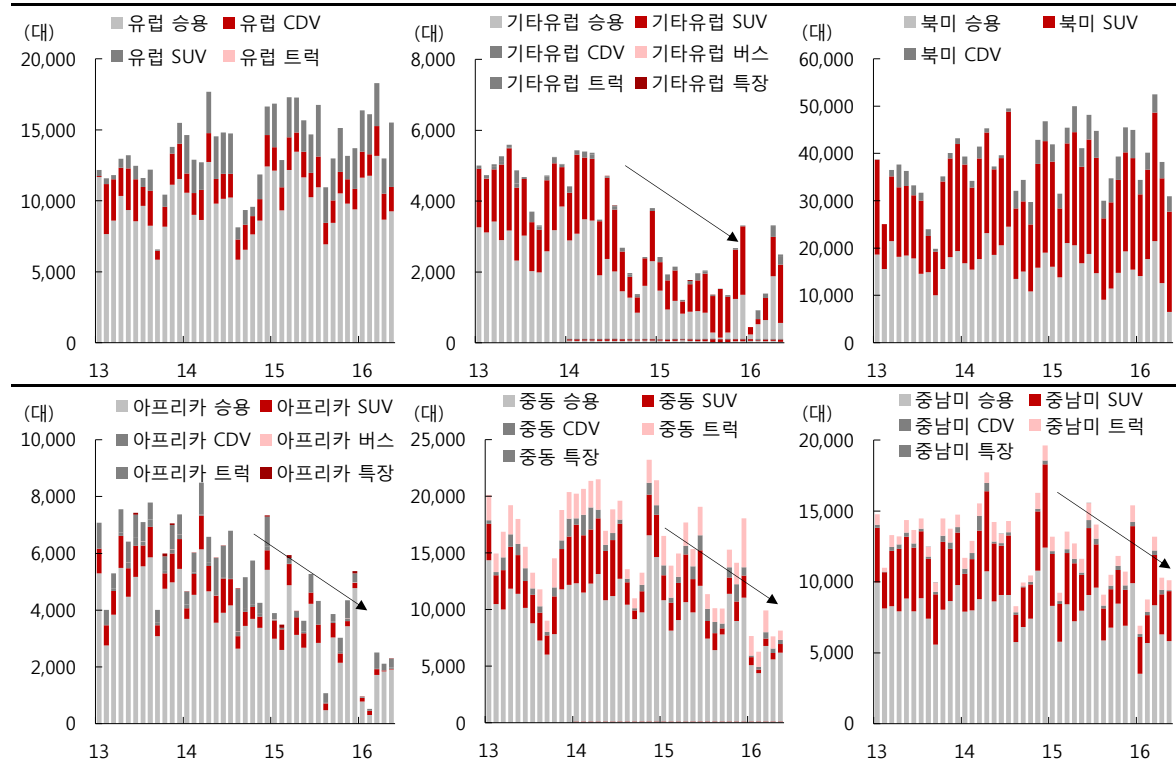 (대)
유럽 승용 유럽 CDV
유럽 SUV 유럽 트럭
20,000
15,000
10,000
5,000
0
13 14 15 16
(대)
기타유럽 승용 기타유럽 SUV
기타유럽 CDV 기타유럽 버스
기타유럽 트럭 기타유럽 특장
8,000
6,000
4,000
2,000
0
13 14 15 16
(대)
북미 승용 북미 SUV
북미 CDV
60,000
50,000
40,000
30,000
20,000
10,000
0
13 14 15 16
(대)
아프리카 승용 아프리카 SUV
아프리카 CDV 아프리카 버스
아프리카 트럭 아프리카 특장
10,000
8,000
6,000
4,000
2,000
0
13 14 15 16
(대)
중동 승용 중동 SUV
중동 CDV 중동 트럭
중동 특장
25,000
20,000
15,000
10,000
5,000
0
13 14 15 16
(대)
중남미 승용 중남미 SUV
중남미 CDV 중남미 트럭
중남미 특장
20,000
15,000
10,000
5,000
0
13 14 15 16